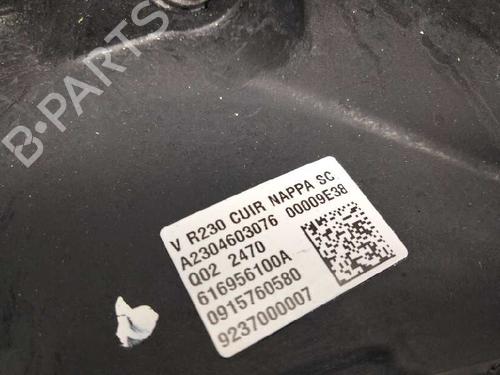 B-PARTS
V R230 CUIR NAPPA SC
A2304603076 00009E38
Q02 2470
616956100A
0915760580
9237000007